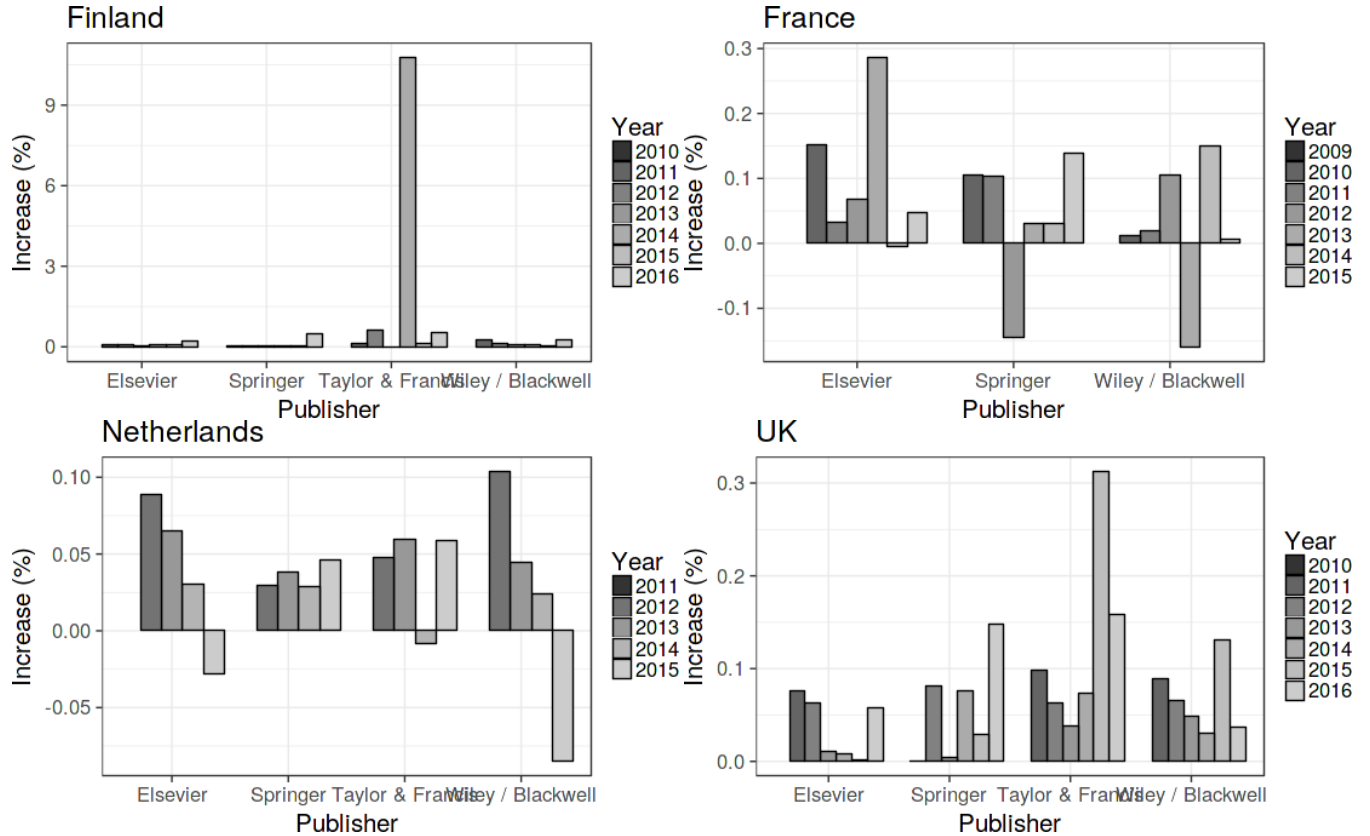 Finland
Increase (%)
9
6
3
0
Elsevier
Springer
Taylor & Francis
Wiley / Blackwell
Publisher
Year
2010
2011
2012
2013
2014
2015
2016
France
Increase (%)
0.3
0.2
0.1
0.0
-0.1
Elsevier
Springer
Wiley / Blackwell
Publisher
Year
2009
2010
2011
2012
2013
2014
2015
Netherlands
Increase (%)
0.10
0.05
0.00
-0.05
Elsevier
Springer
Taylor & Francis
Wiley / Blackwell
Publisher
Year
2011
2012
2013
2014
2015
UK
Increase (%)
0.3
0.2
0.1
0.0
Elsevier
Springer
Taylor & Francis
Wiley / Blackwell
Publisher
Year
2010
2011
2012
2013
2014
2015
2016